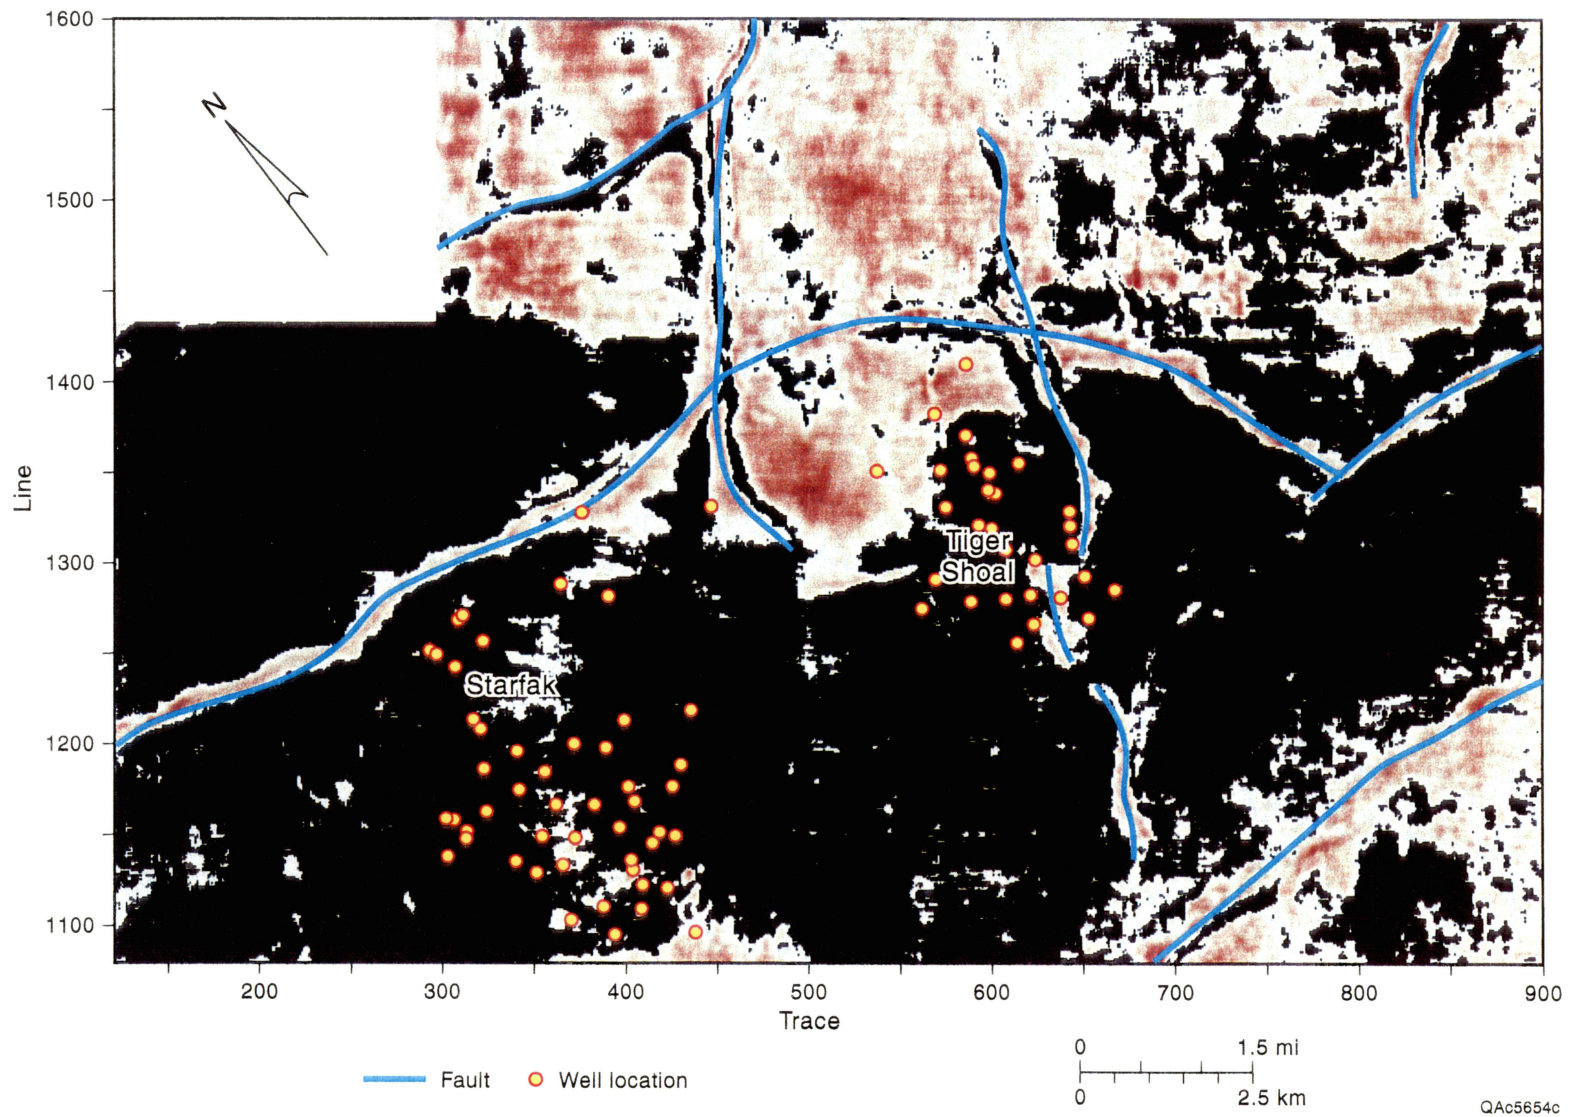 1600
N
1500
1400
Line
1300
Tiger
Shoal
Starfak
1200
1100
200 300 400 500 600 700 800 900
Trace
0 1.5 mi
Fault Well location
0 2.5 km
QAc5654c